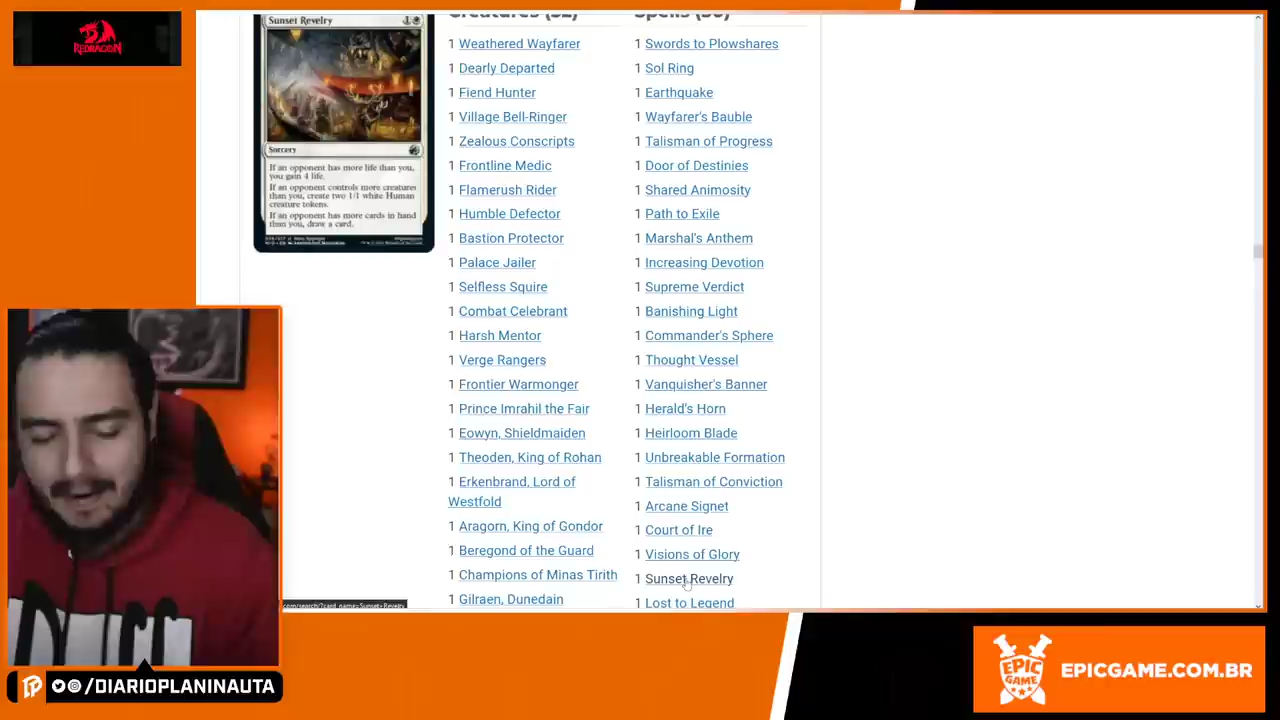 REDRAGON
Sunset Revelry
1
Sorcery
If an opponent has more life than you,
you gain 4 life.
If an opponent controls more creatures
than you, create two 1/1 white Human
creature tokens.
If an opponent has more cards in hand
than you, draw a card.
Creatures (32)
1 Weathered Wayfarer
1 Dearly Departed
1 Fiend Hunter
1 Village Bell-Ringer
1 Zealous Conscripts
1 Frontline Medic
1 Flamerush Rider
1 Humble Defector
1 Bastion Protector
1 Palace Jailer
1 Selfless Squire
1 Combat Celebrant
1 Harsh Mentor
1 Verge Rangers
1 Frontier Warmonger
1 Prince Imrahil the Fair
1 Eowyn, Shieldmaiden
1 Theoden, King of Rohan
1 Erkenbrand, Lord of
Westfold
1 Aragorn, King of Gondor
1 Beregond of the Guard
1 Champions of Minas Tirith
1 Gilraen, Dunedain
Spells (30)
1 Swords to Plowshares
1 Sol Ring
1 Earthquake
1 Wayfarer's Bauble
1 Talisman of Progress
1 Door of Destinies
1 Shared Animosity
1 Path to Exile
1 Marshal's Anthem
1 Increasing Devotion
1 Supreme Verdict
1 Banishing Light
1 Commander's Sphere
1 Thought Vessel
1 Vanquisher's Banner
1 Herald's Horn
1 Heirloom Blade
1 Unbreakable Formation
1 Talisman of Conviction
1 Arcane Signet
1 Court of Ire
1 Visions of Glory
1 Sunset Revelry
1 Lost to Legend
.com/search/?card_name=Sunset+Revelry
/DIARIOPLANINAUTA
EPIC
GAME
EPICGAME.COM.BR